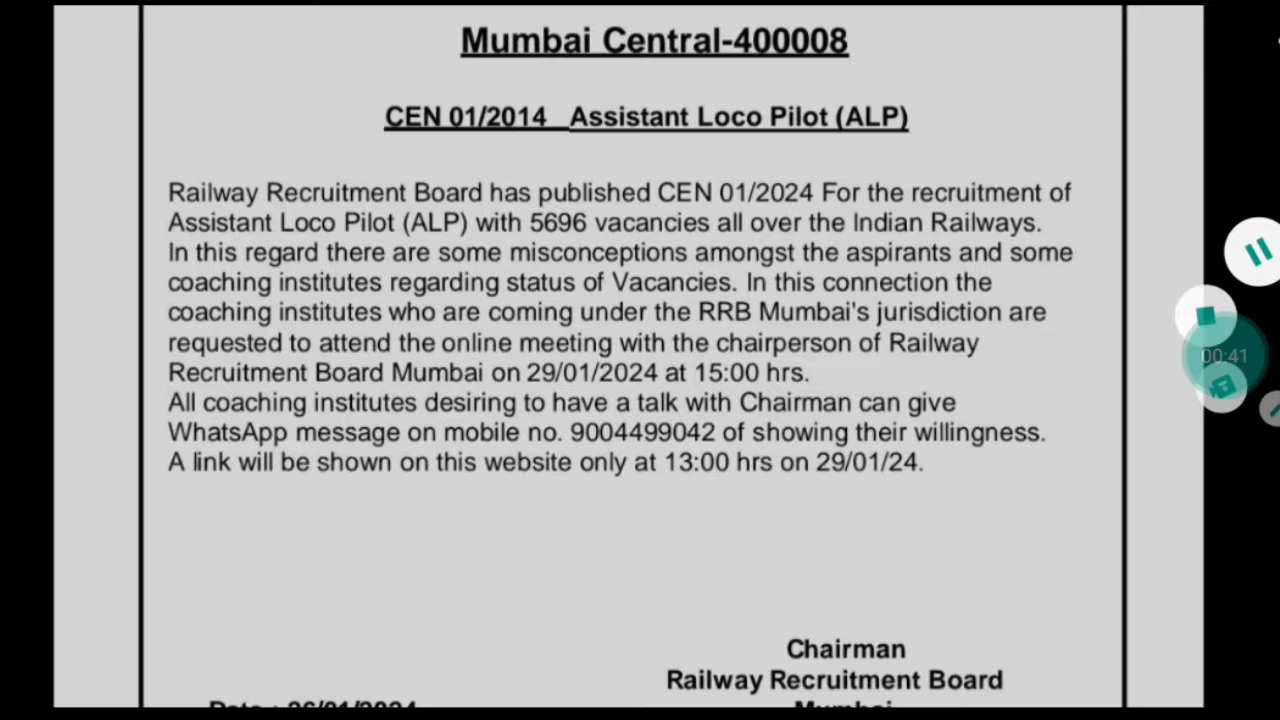 Mumbai Central-400008
CEN 01/2014 Assistant Loco Pilot (ALP)
Railway Recruitment Board has published CEN 01/2024 For the recruitment of
Assistant Loco Pilot (ALP) with 5696 vacancies all over the Indian Railways.
In this regard there are some misconceptions amongst the aspirants and some
coaching institutes regarding status of Vacancies. In this connection the
coaching institutes who are coming under the RRB Mumbai's jurisdiction are
requested to attend the online meeting with the chairperson of Railway
Recruitment Board Mumbai on 29/01/2024 at 15:00 hrs.
All coaching institutes desiring to have a talk with Chairman can give
WhatsApp message on mobile no. 9004499042 of showing their willingness.
A link will be shown on this website only at 13:00 hrs on 29/01/24.
00:41
Chairman
Railway Recruitment Board
Mumbai
Date : 26/01/2024